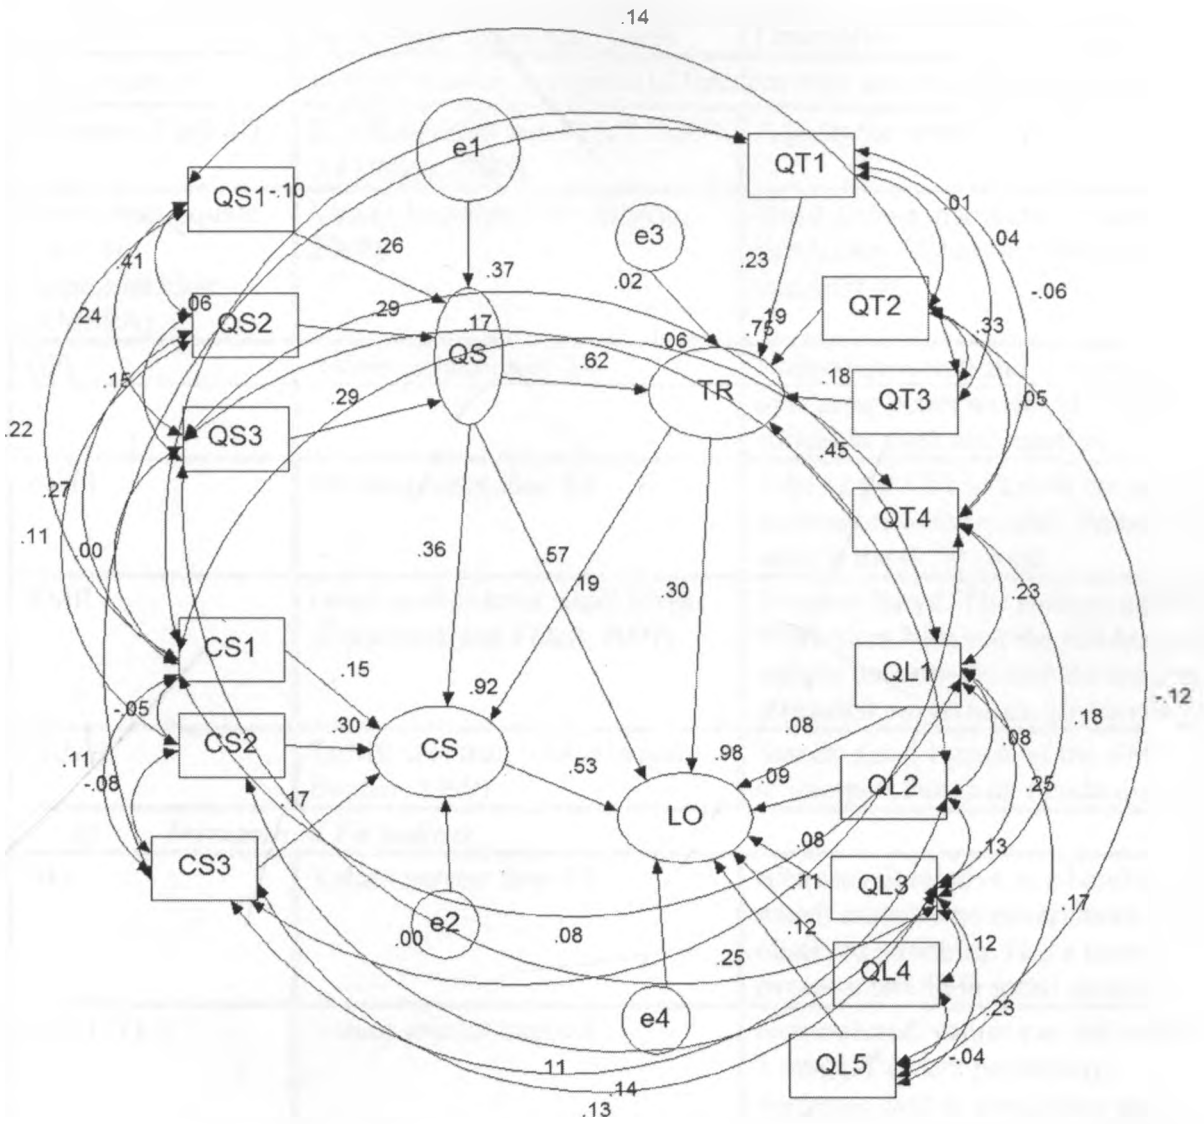 .14
e1
QT1
QS1
-.10
.01
e3
.04
.26
.41
.37
.23
.02
-.06
QT2
.06
.24
QS2
.29
.17
.19
.33
.75
.06
QS
.62
TR
.18
.15
QT3
.05
.29
.22
QS3
.45
.27
QT4
.11
.00
.36
.57
.19
.30
.23
CS1
QL1
.15
.92
-.12
-.05
.30
.08
.18
CS2
CS
.98
.08
.11
.53
.09
-.08
QL2
.25
.17
LO
.08
.13
CS3
QL3
.11
.17
e2
.12
.00
.08
.12
.25
QL4
.23
e4
QL5
-.04
.11
.14
.13